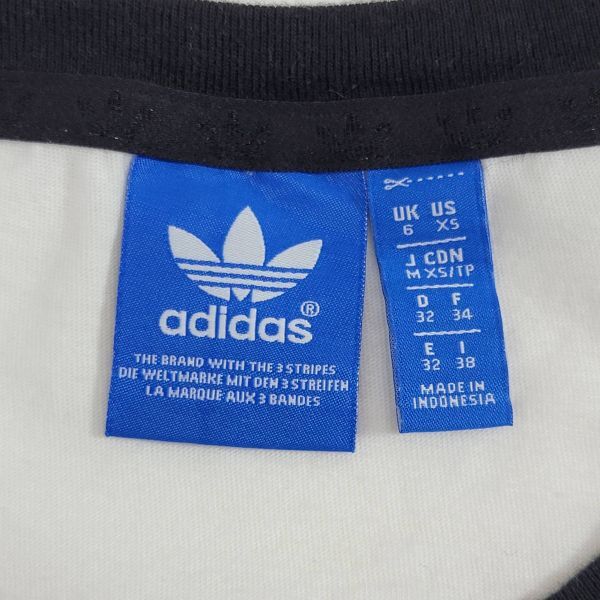 adidas®
THE BRAND WITH THE 3 STRIPES
DIE WELTMARKE MIT DEN 3 STREIFEN
LA MARQUE AUX 3 BANDES
UK US
6 XS
J CDN
M XS/TP
D F
32 34
E I
32 38
MADE IN
INDONESIA